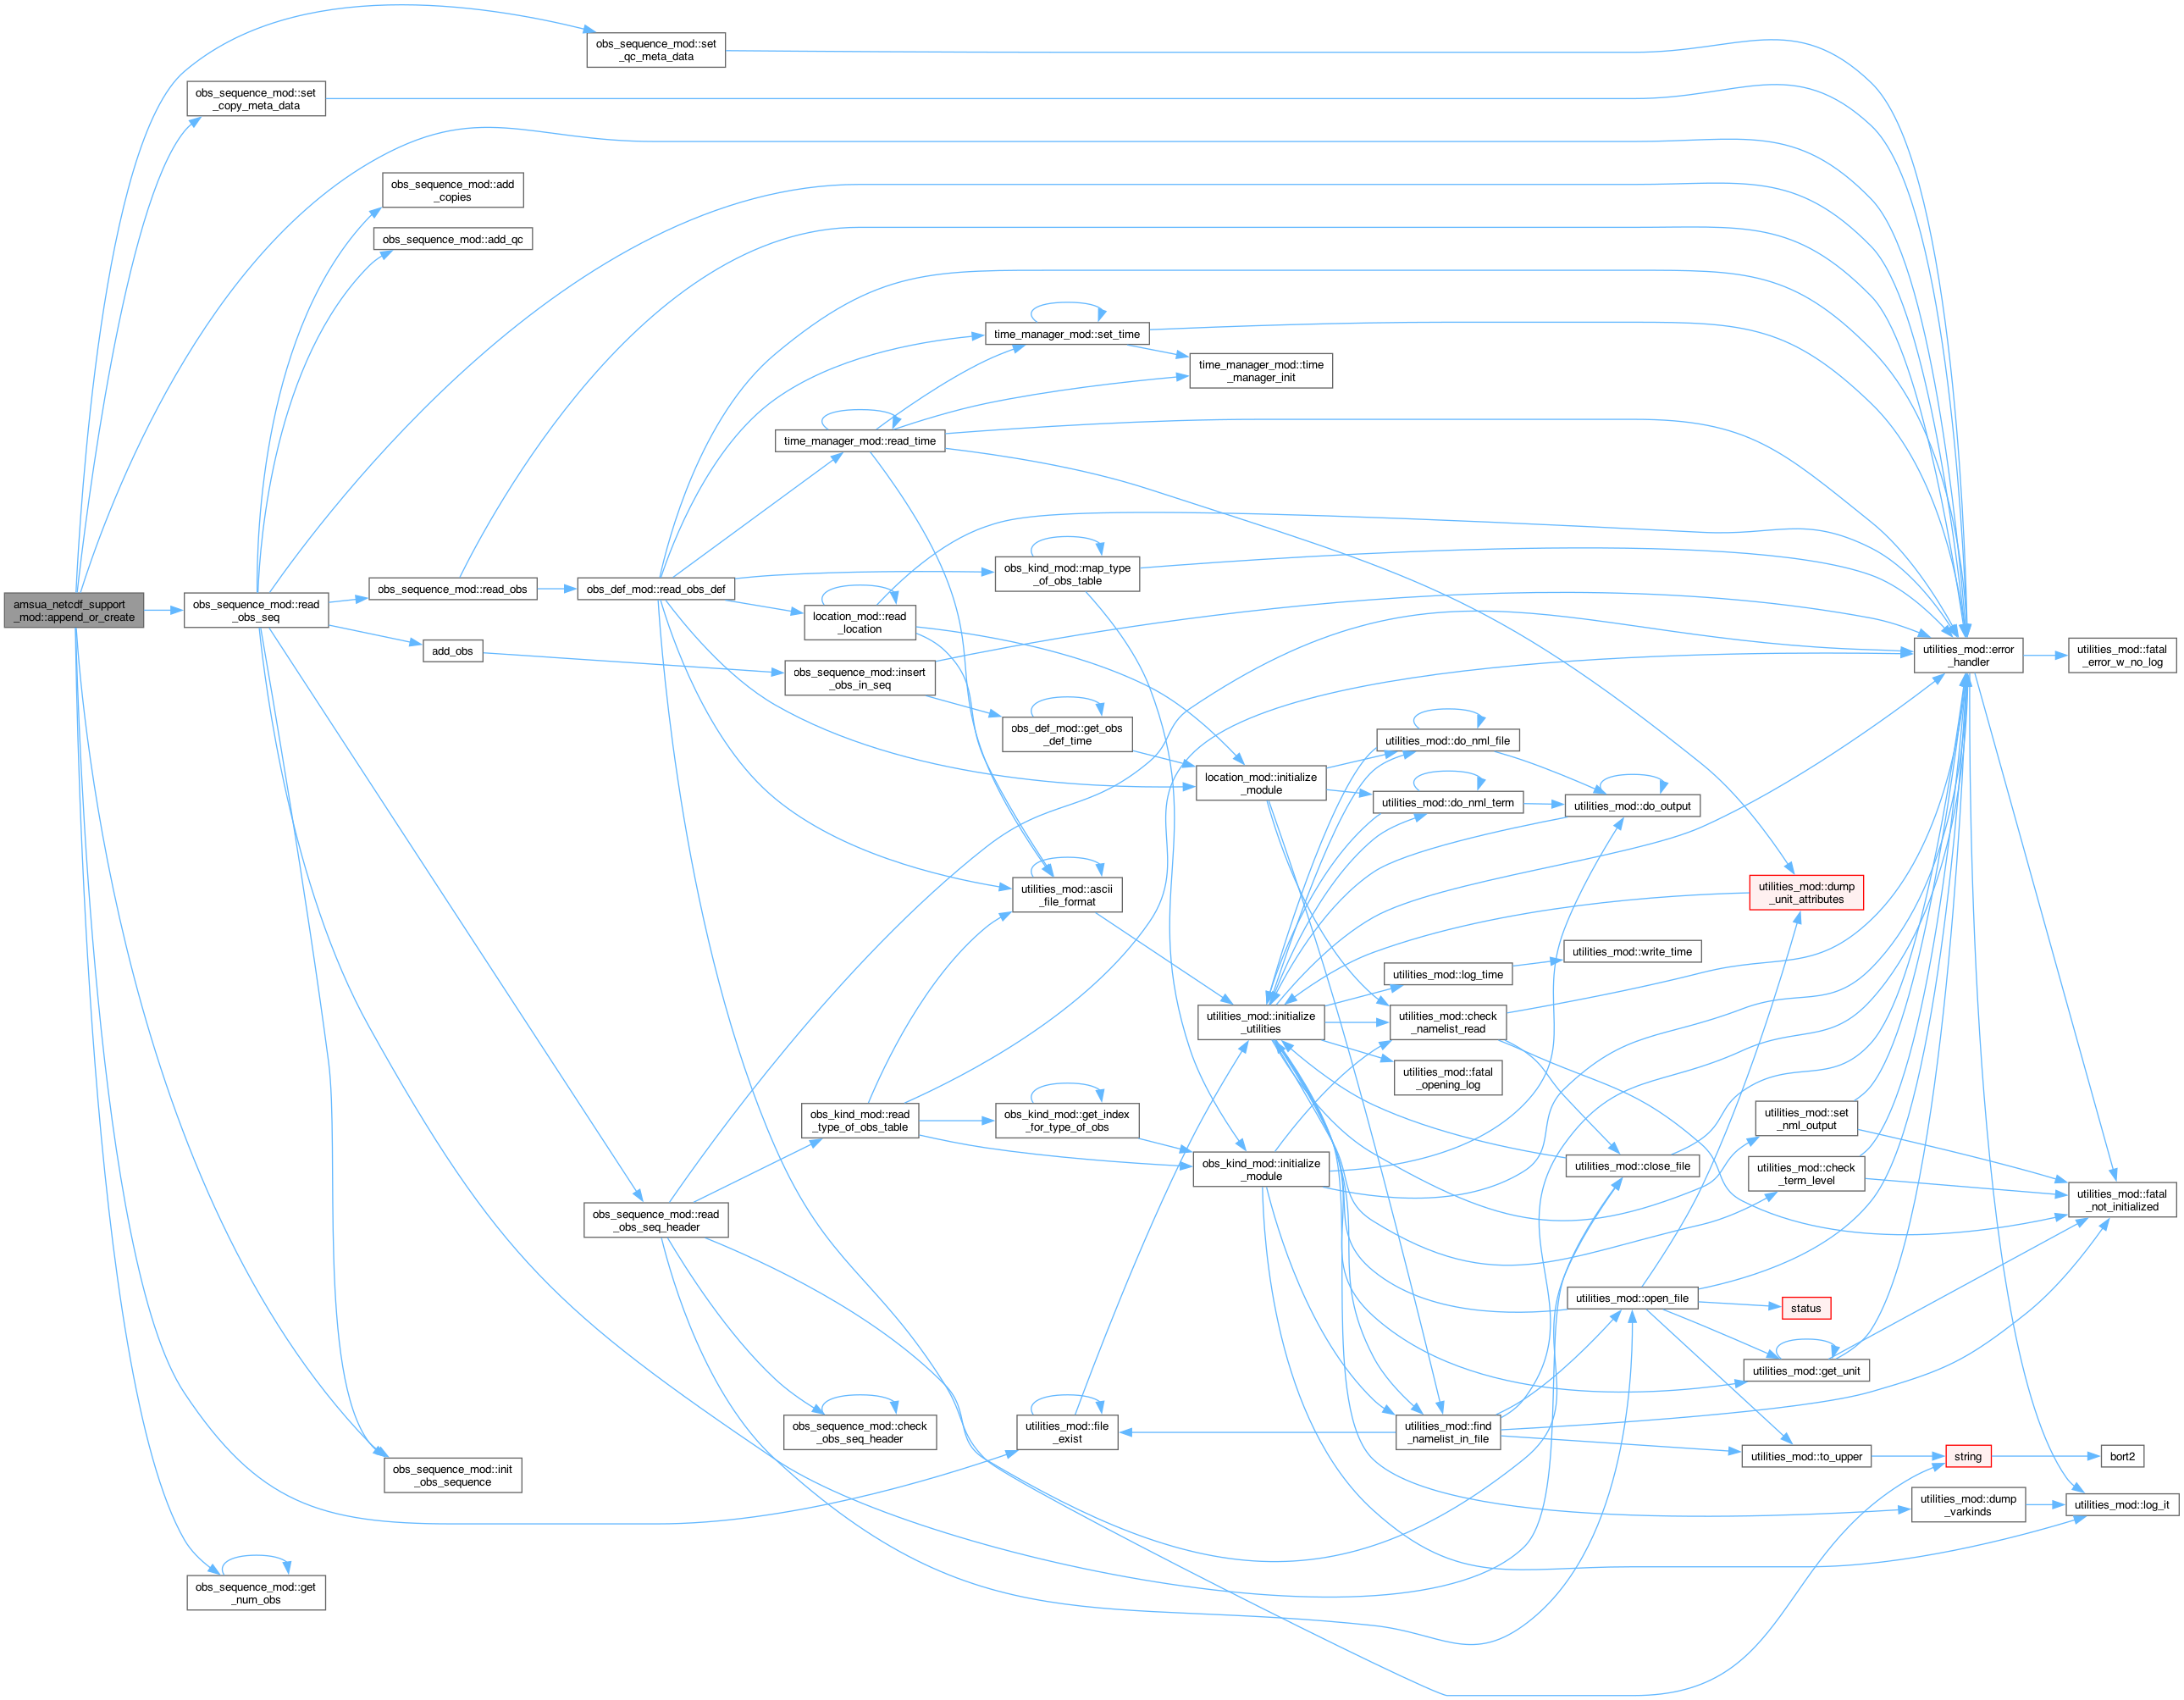 amsua_netcdf_support
_mod::append_or_create
obs_sequence_mod::set
_qc_meta_data
obs_sequence_mod::set
_copy_meta_data
obs_sequence_mod::add
_copies
obs_sequence_mod::add_qc
obs_sequence_mod::read
_obs_seq
obs_sequence_mod::read_obs
add_obs
obs_def_mod::read_obs_def
time_manager_mod::set_time
time_manager_mod::time
_manager_init
time_manager_mod::read_time
obs_kind_mod::map_type
_of_obs_table
location_mod::read
_location
obs_sequence_mod::insert
_obs_in_seq
obs_def_mod::get_obs
_def_time
location_mod::initialize
_module
utilities_mod::do_nml_file
utilities_mod::do_nml_term
utilities_mod::do_output
utilities_mod::error
_handler
utilities_mod::fatal
_error_w_no_log
utilities_mod::ascii
_file_format
utilities_mod::dump
_unit_attributes
utilities_mod::write_time
utilities_mod::log_time
utilities_mod::initialize
_utilities
utilities_mod::check
_namelist_read
utilities_mod::fatal
_opening_log
obs_kind_mod::read
_type_of_obs_table
obs_kind_mod::get_index
_for_type_of_obs
obs_kind_mod::initialize
_module
utilities_mod::close_file
utilities_mod::set
_nml_output
utilities_mod::check
_term_level
utilities_mod::fatal
_not_initialized
obs_sequence_mod::read
_obs_seq_header
utilities_mod::open_file
status
utilities_mod::get_unit
obs_sequence_mod::check
_obs_seq_header
utilities_mod::file
_exist
utilities_mod::find
_namelist_in_file
utilities_mod::to_upper
string
bort2
obs_sequence_mod::init
_obs_sequence
utilities_mod::dump
_varkinds
utilities_mod::log_it
obs_sequence_mod::get
_num_obs